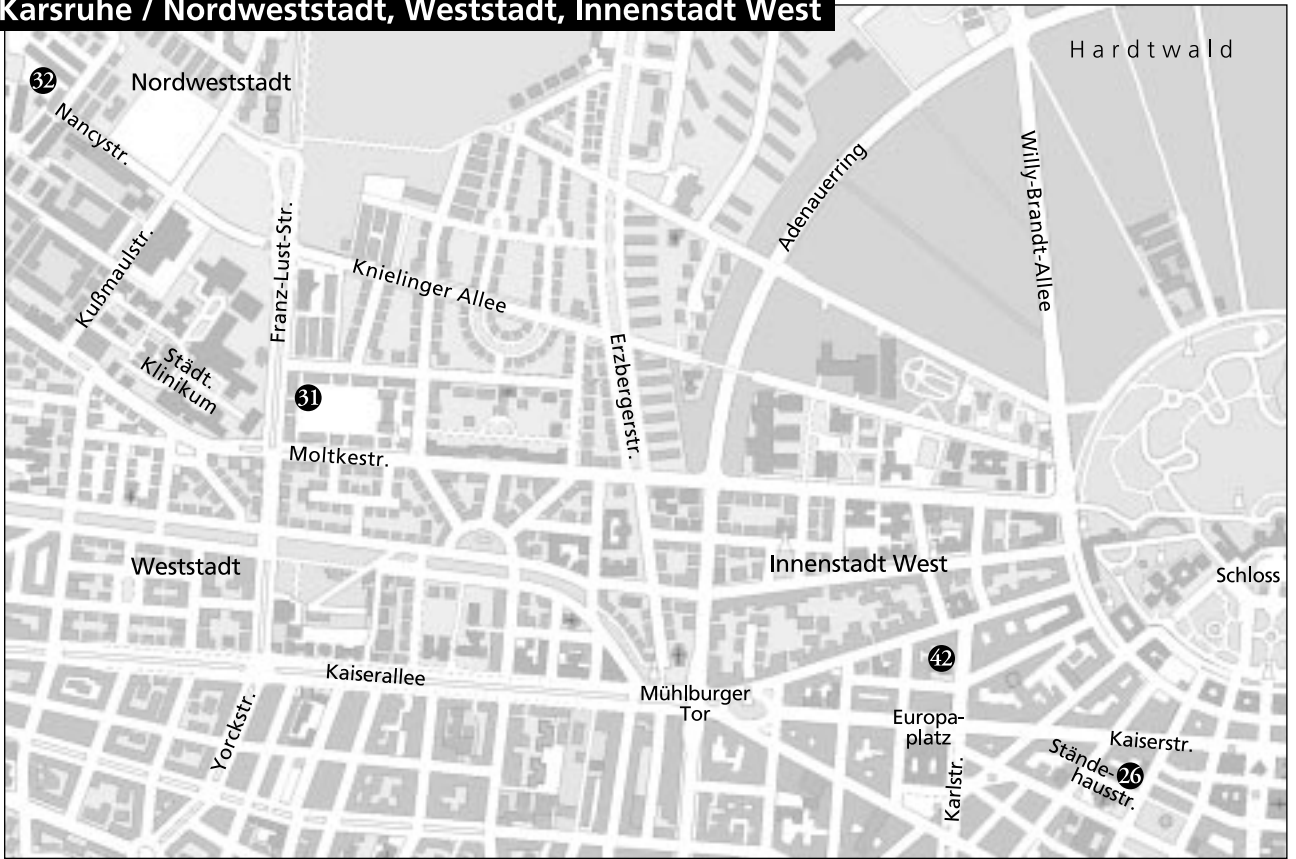 Karsruhe / Nordweststadt, Weststadt, Innenstadt West
Hardtwald
32
Nordweststadt
Nancystr.
Adenauerring
Willy-Brandt-Allee
Franz-Lust-Str.
Kußmaulstr.
Knielinger Allee
Erzbergerstr.
Städt.
Klinikum
31
Moltkestr.
Weststadt
Innenstadt West
Schloss
42
Kaiserallee
Mühlburger
Tor
Yorckstr.
Europa-
platz
Kaiserstr.
Stände-
hausstr.
26
Karlstr.